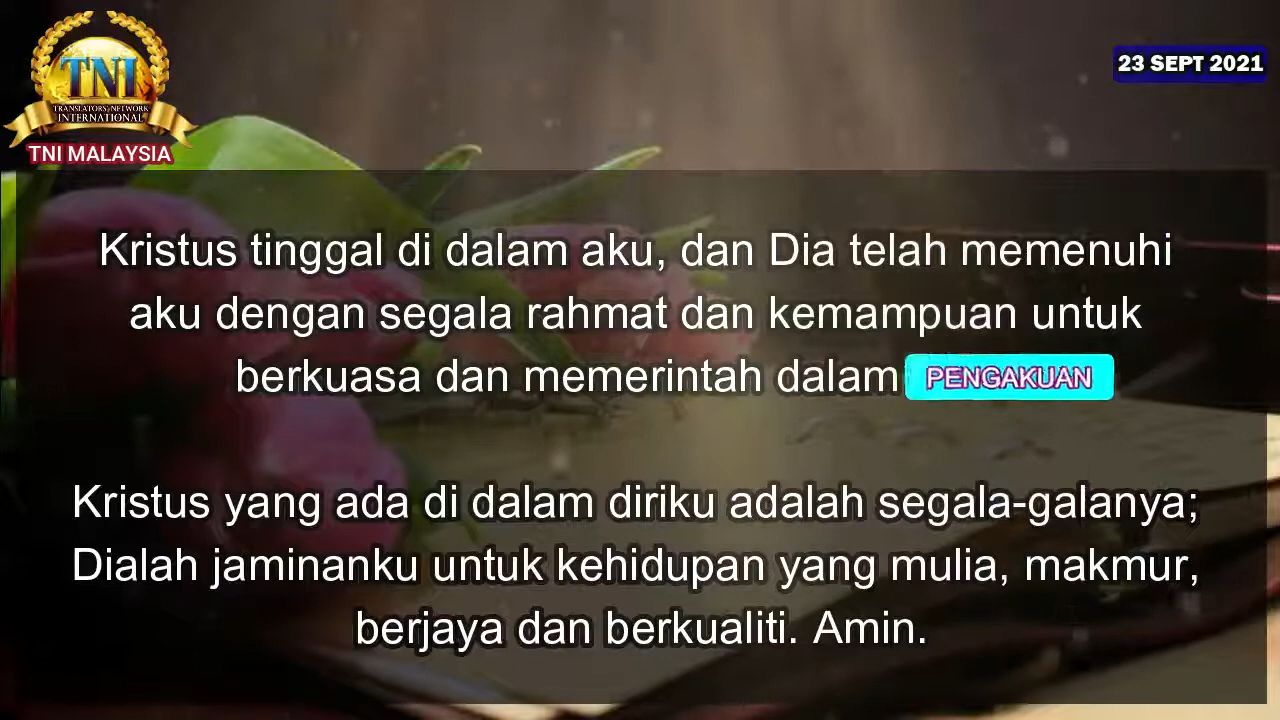 TNI
TRANSLATORS' NETWORK
INTERNATIONAL
TNI MALAYSIA
23 SEPT 2021
Kristus tinggal di dalam aku, dan Dia telah memenuhi
aku dengan segala rahmat dan kemampuan untuk
berkuasa dan memerintah dalam
PENGAKUAN
Kristus yang ada di dalam diriku adalah segala-galanya;
Dialah jaminanku untuk kehidupan yang mulia, makmur,
berjaya dan berkualiti. Amin.